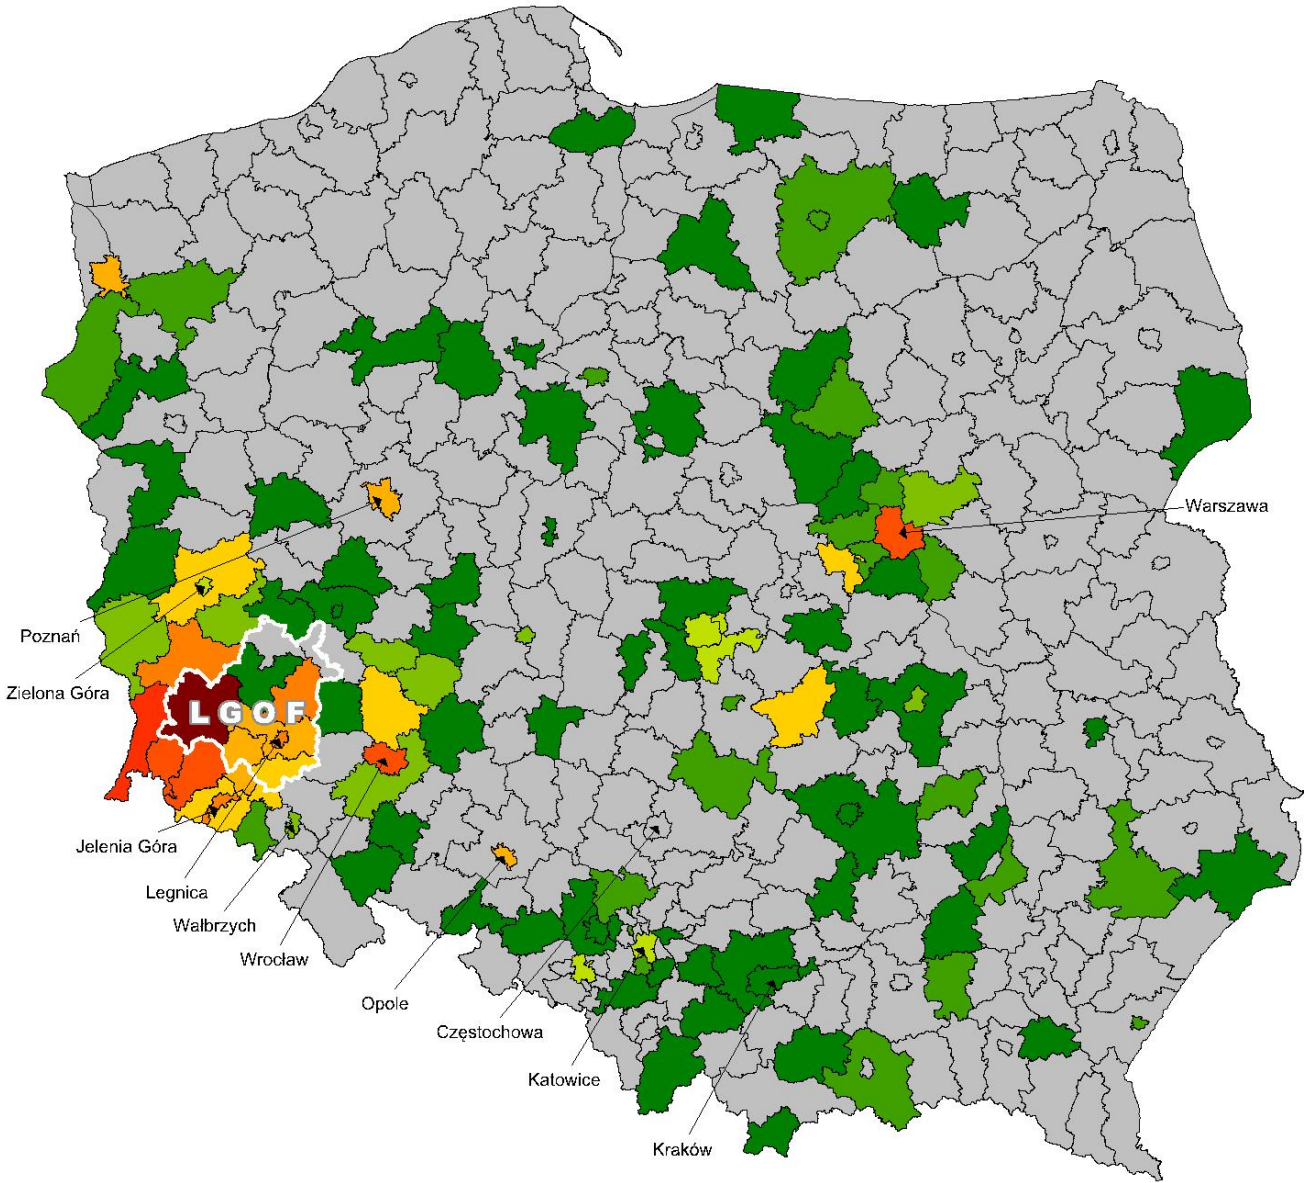 Warszawa
Poznań
Zielona Góra
LGOF
Jelenia Góra
Legnica
Wałbrzych
Wrocław
Opole
Częstochowa
Katowice
Kraków